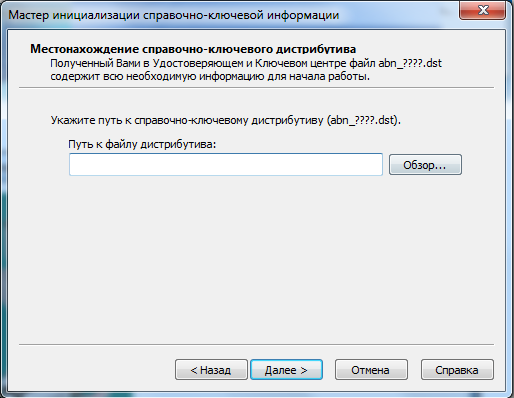 Мастер инициализации справочно-ключевой информации
Местонахождение справочно-ключевого дистрибутива
Полученный Вами в Удостоверяющем и Ключевом центре файл abn_????.dst
содержит всю необходимую информацию для начала работы.
Укажите путь к справочно-ключевому дистрибутиву (abn_????.dst).
Путь к файлу дистрибутива:
Обзор...
< Назад Далее > Отмена Справка